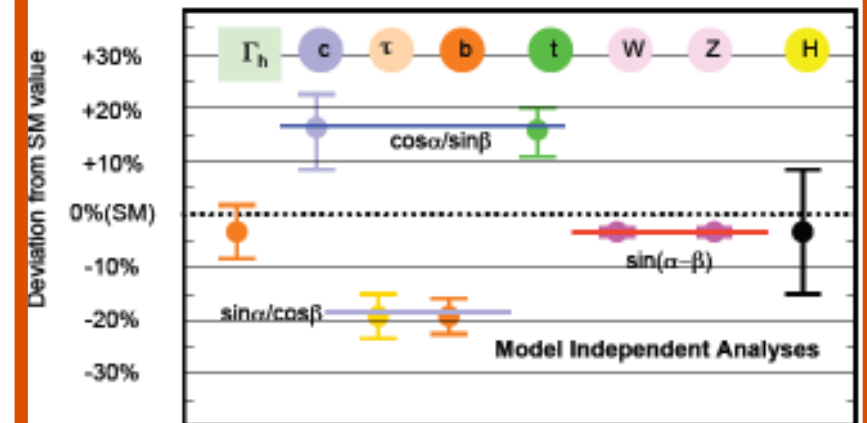 Deviation from SM value
+30%
+20%
+10%
0%(SM)
-10%
-20%
-30%
Γh c τ b t W Z H
cosα/sinβ
sin(α−β)
sinα/cosβ
Model Independent Analyses